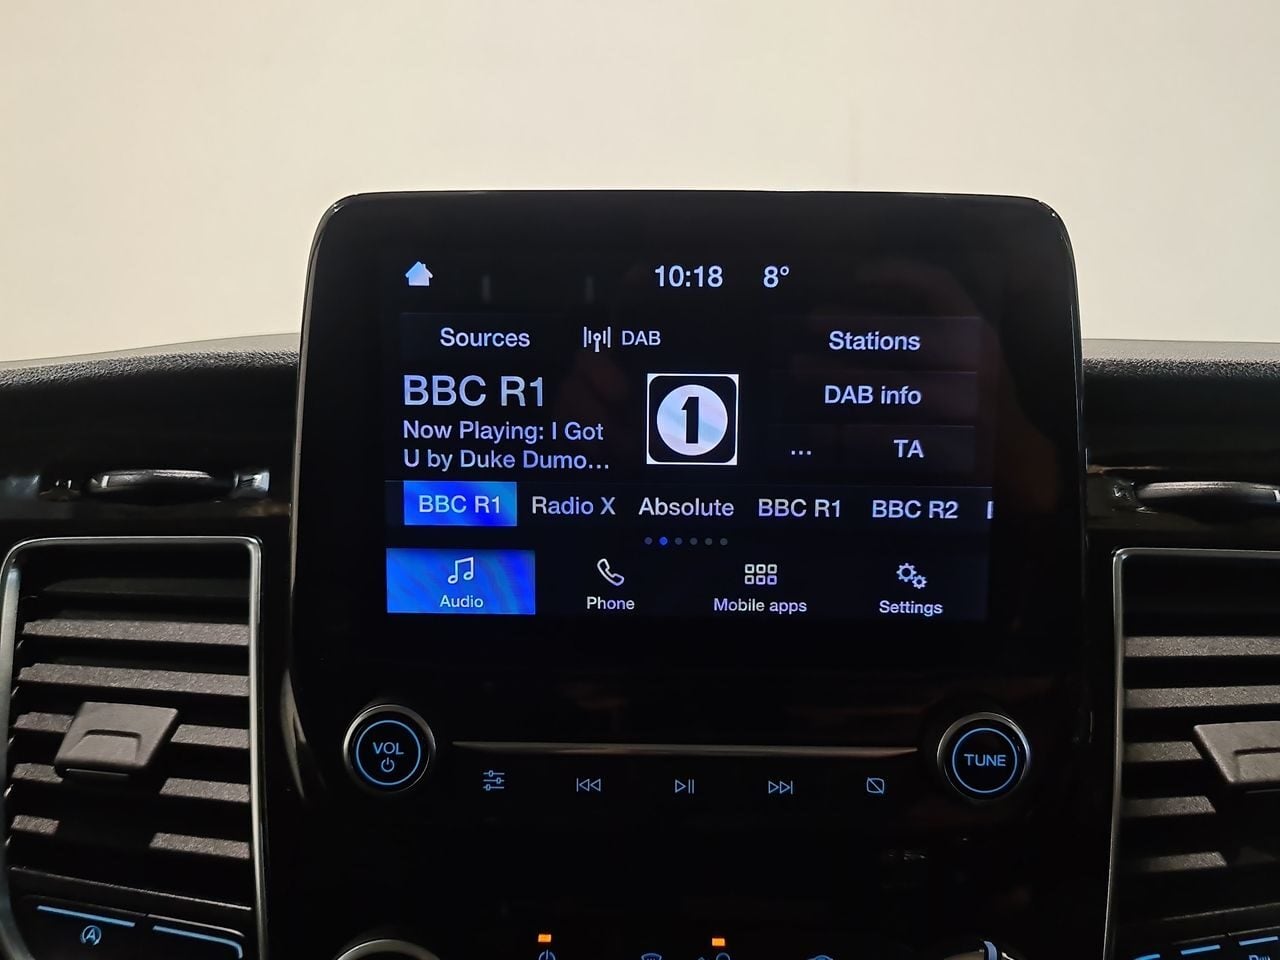 10:18 8°
Sources DAB Stations
BBC R1
1
DAB info
Now Playing: I Got
U by Duke Dumo...
... TA
BBC R1 Radio X Absolute BBC R1 BBC R2
Audio Phone Mobile apps Settings
VOL
TUNE
A